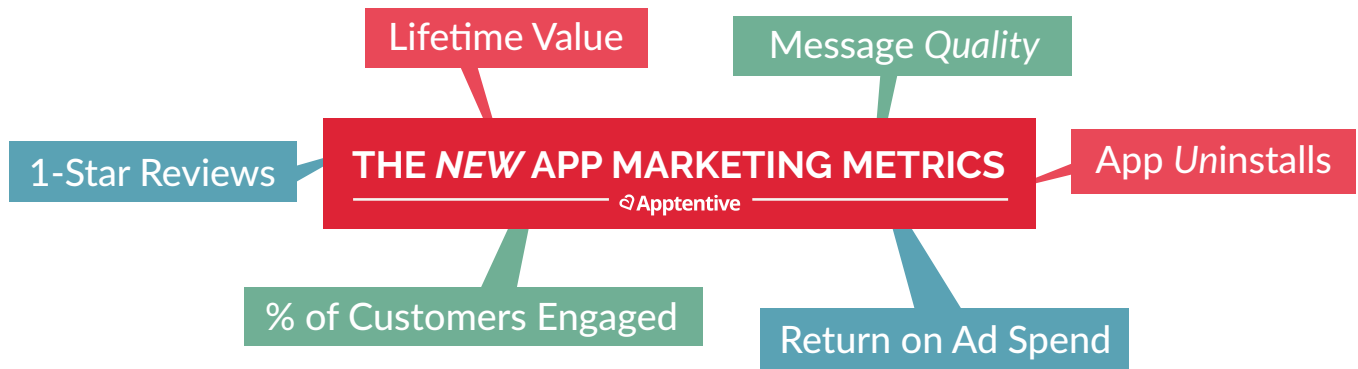 Lifetime Value
Message Quality
1-Star Reviews
THE NEW APP MARKETING METRICS
Apptentive
App Uninstalls
% of Customers Engaged
Return on Ad Spend